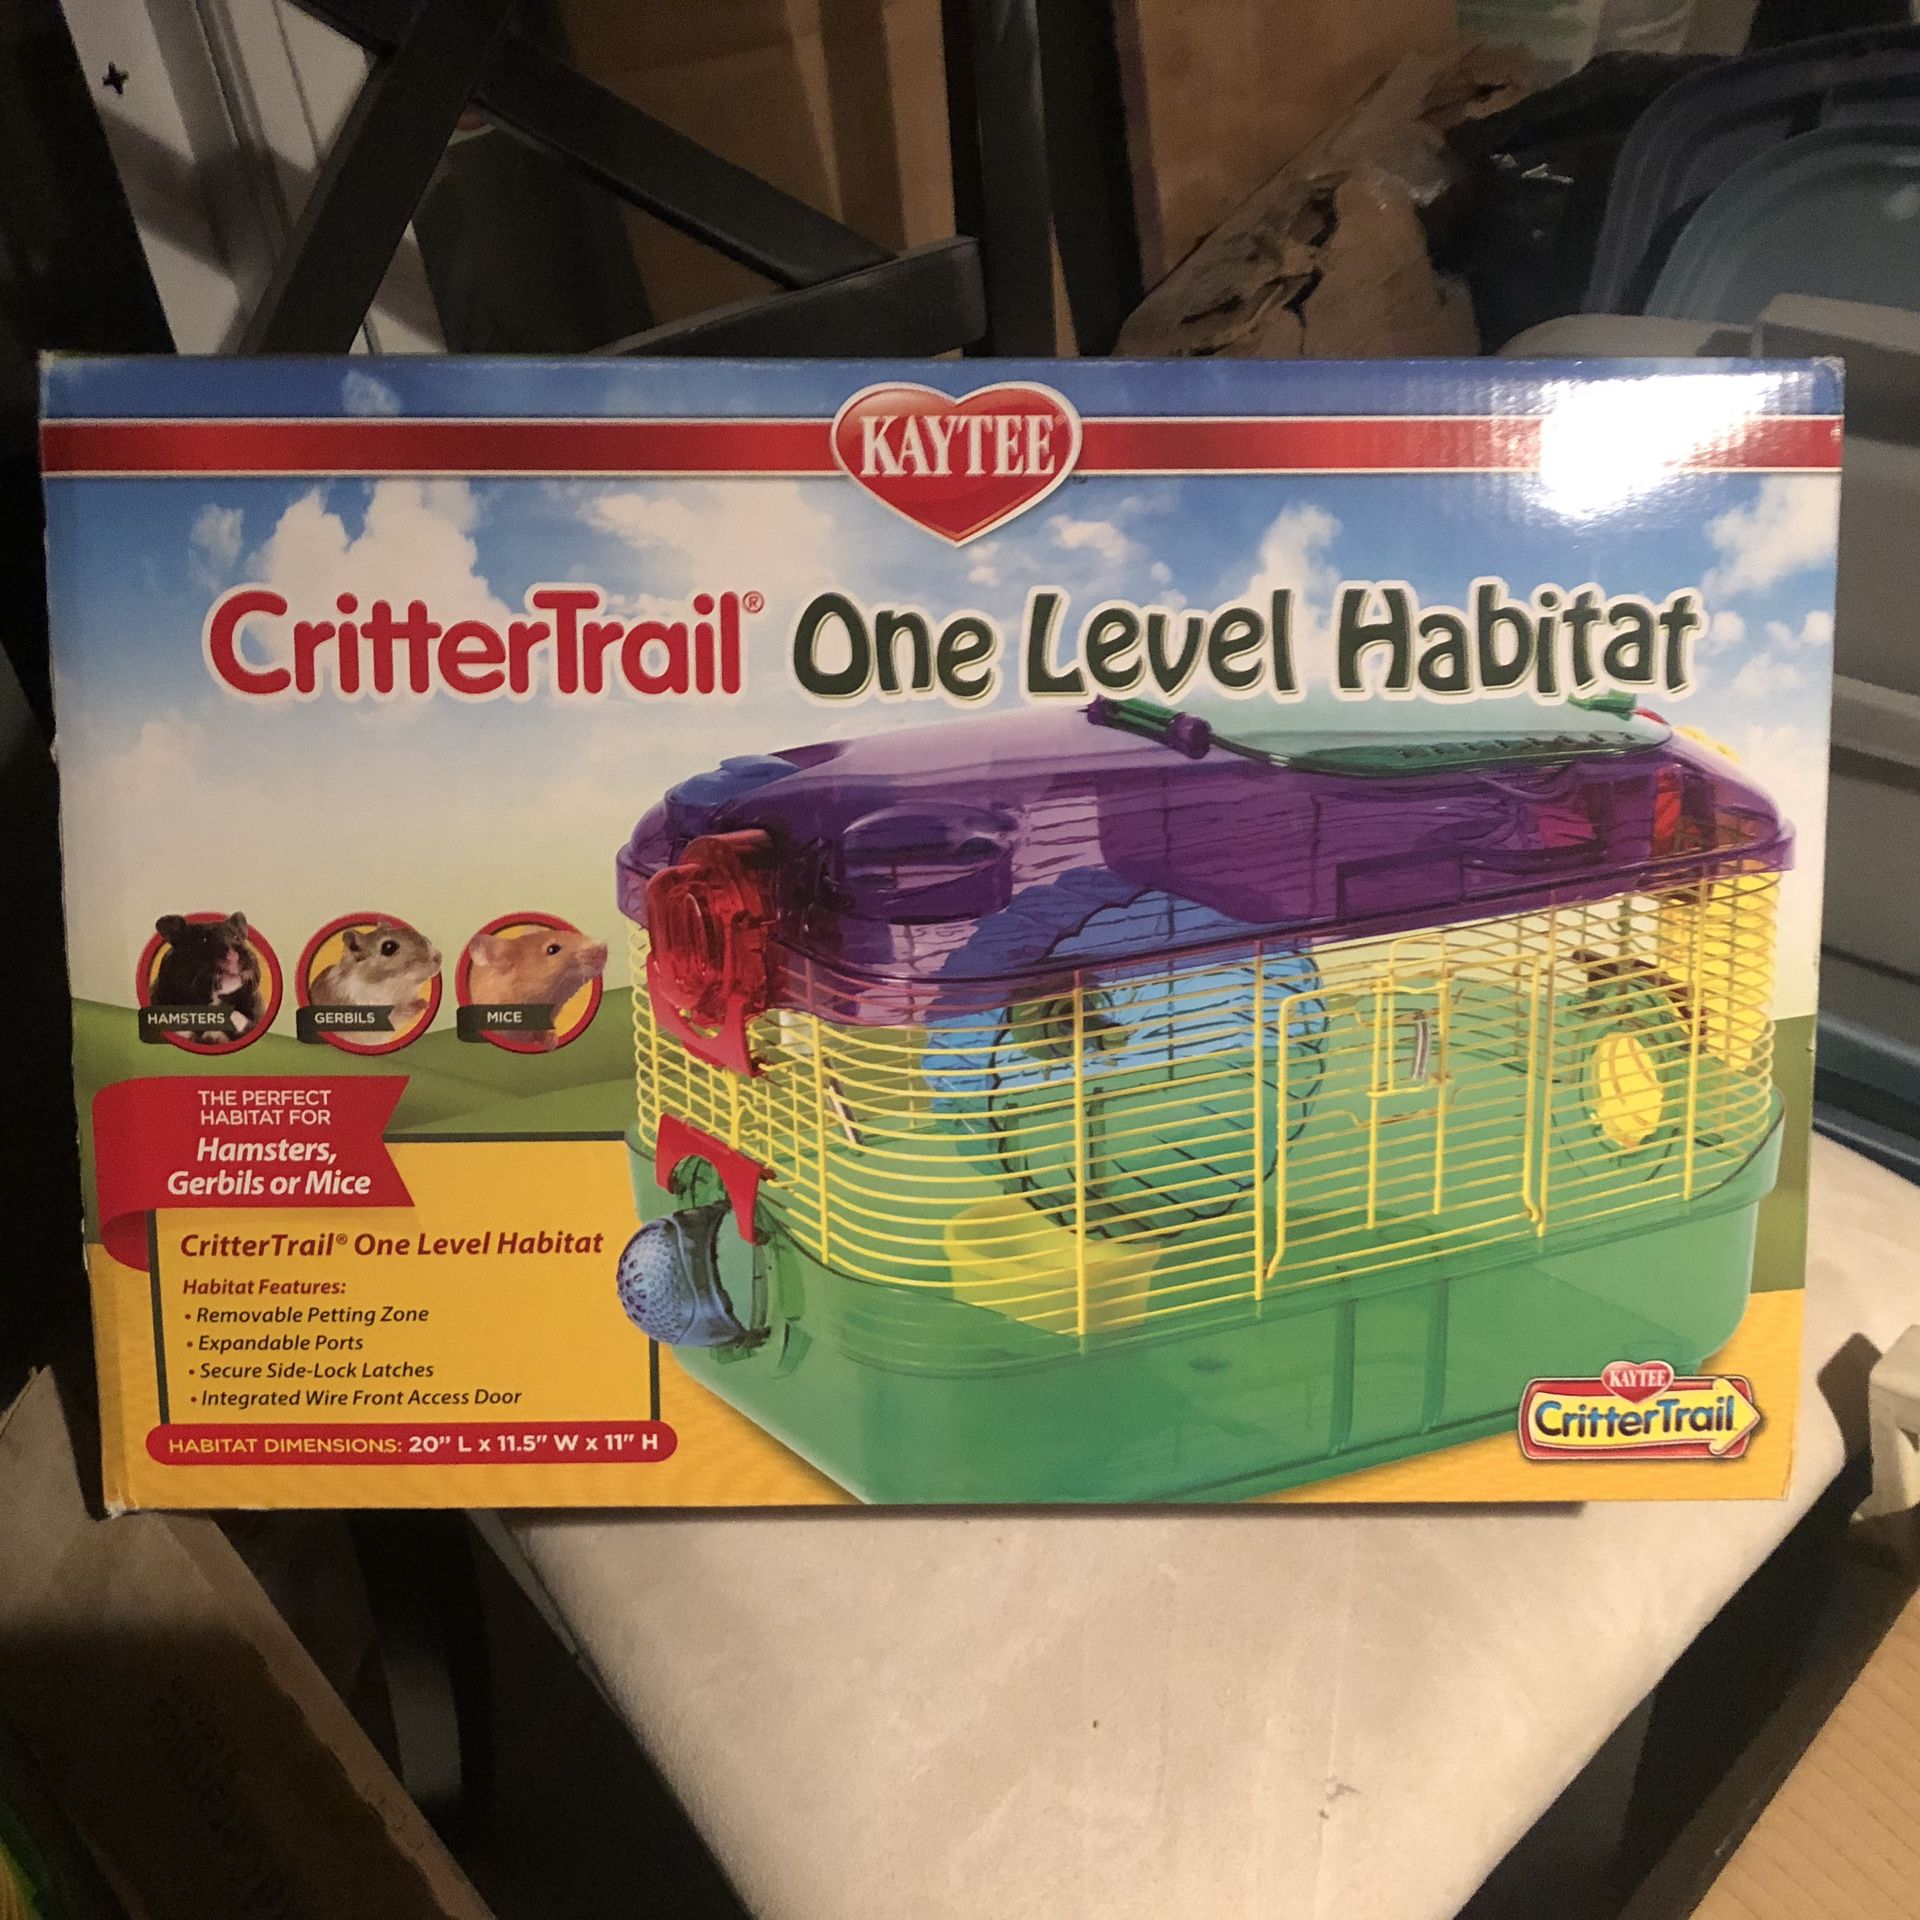 KAYTEE
CritterTrail® One Level Habitat
HAMSTERS
GERBILS
MICE
THE PERFECT
HABITAT FOR
Hamsters,
Gerbils or Mice
CritterTrail® One Level Habitat
Habitat Features:
• Removable Petting Zone
• Expandable Ports
• Secure Side-Lock Latches
• Integrated Wire Front Access Door
HABITAT DIMENSIONS: 20" L x 11.5" W x 11" H
KAYTEE
CritterTrail